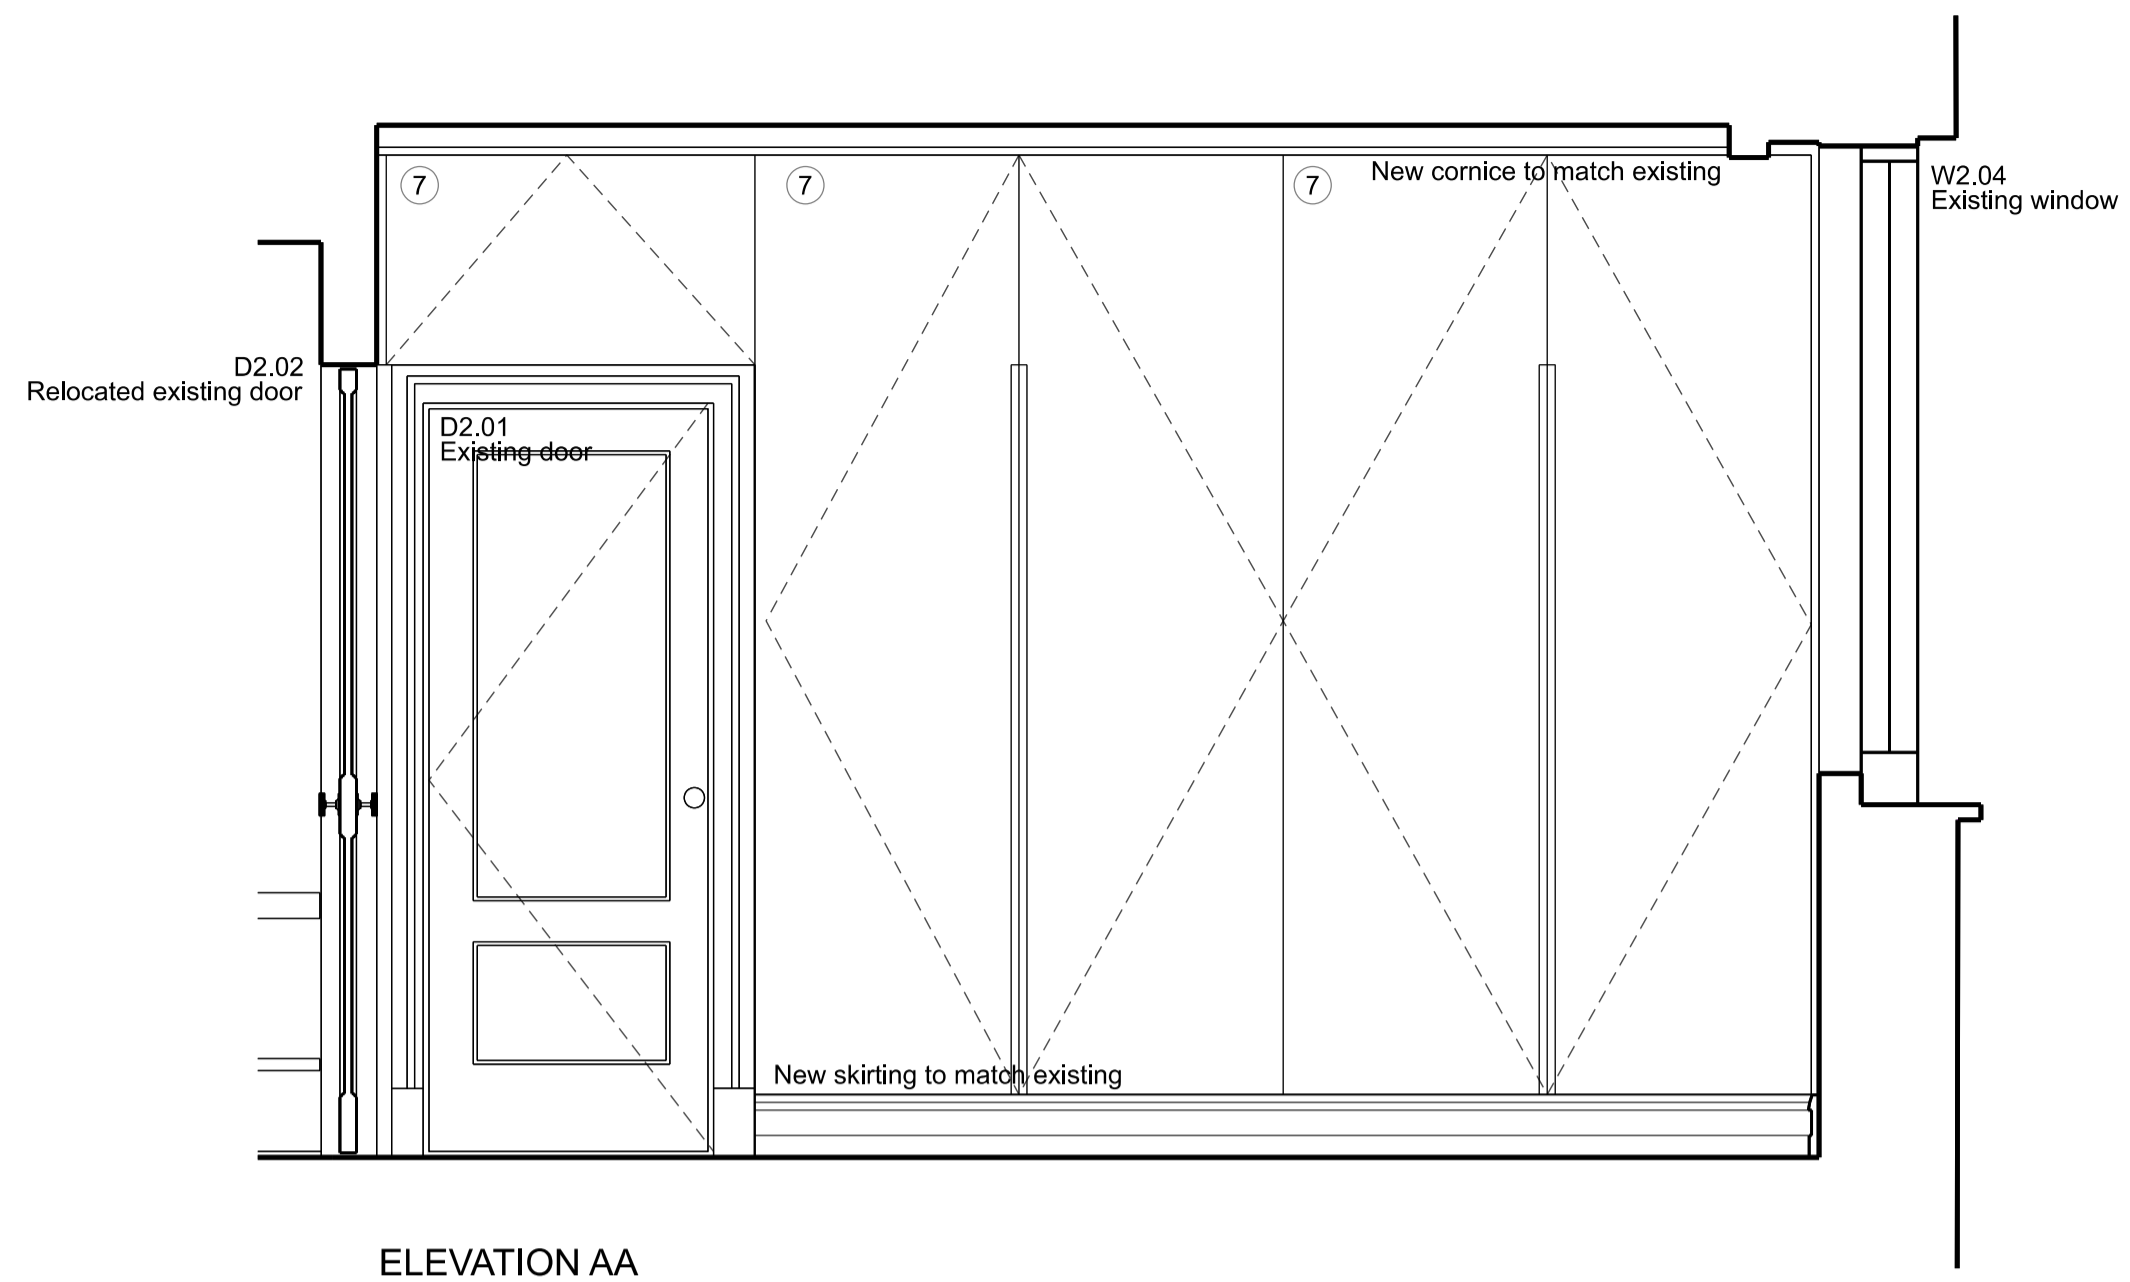 7
7
7
New cornice to match existing
W2.04
Existing window
D2.02
Relocated existing door
D2.01
Existing door
New skirting to match existing
ELEVATION AA